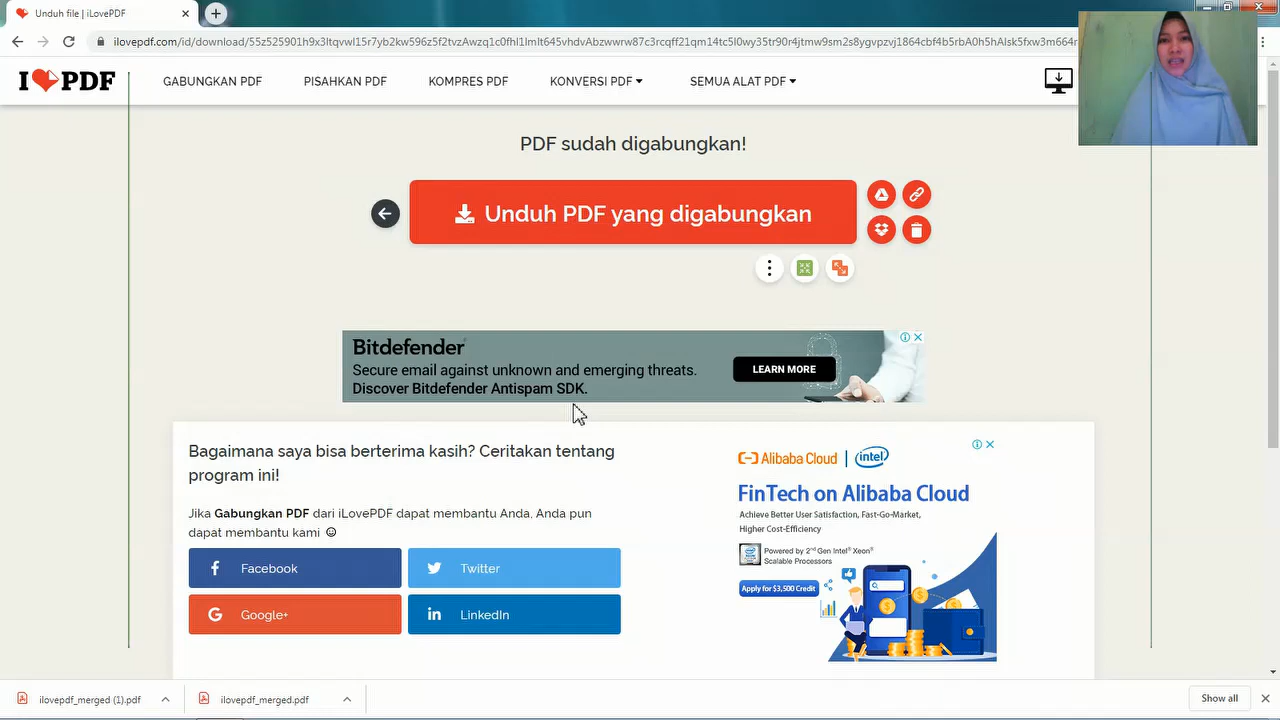 Unduh file | iLovePDF
I PDF
GABUNGKAN PDF
PISAHKAN PDF
KOMPRES PDF
KONVERSI PDF
SEMUA ALAT PDF
PDF sudah digabungkan!
Unduh PDF yang digabungkan
Bitdefender
Secure email against unknown and emerging threats.
Discover Bitdefender Antispam SDK.
LEARN MORE
Bagaimana saya bisa berterima kasih? Ceritakan tentang
program ini!
Jika Gabungkan PDF dari iLovePDF dapat membantu Anda, Anda pun
dapat membantu kami
Facebook
Twitter
Google+
LinkedIn
Alibaba Cloud | intel
FinTech on Alibaba Cloud
Achieve Better User Satisfaction, Fast-Go-Market,
Higher Cost-Efficiency
Powered by 2nd Gen Intel® Xeon®
Scalable Processors
Apply for $3,500 Credit
ilovepdf_merged (1).pdf
ilovepdf_merged.pdf
Show all